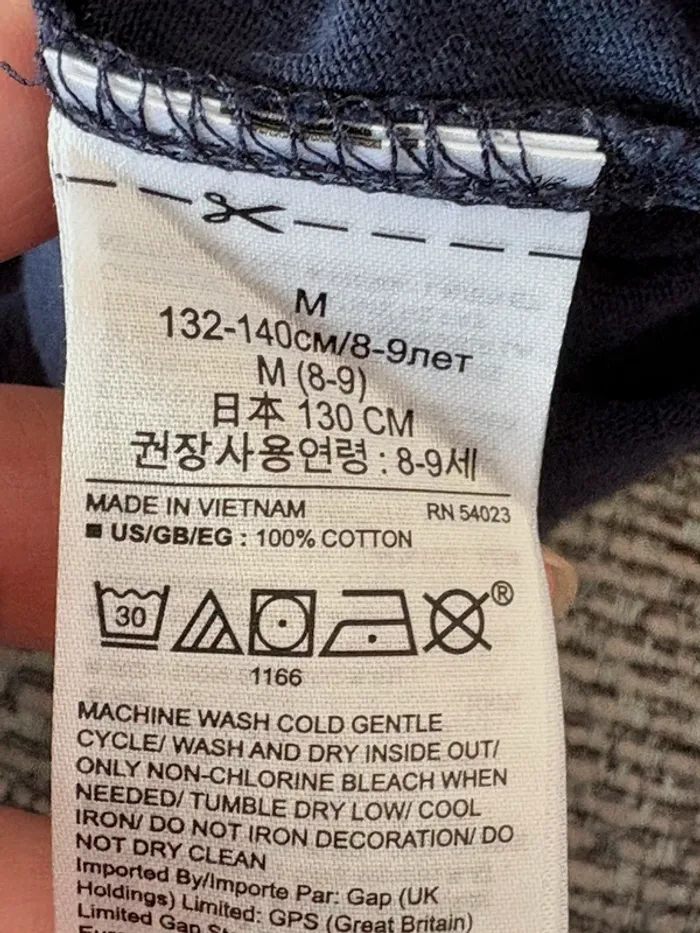 M
132-140см/8-9лет
M (8-9)
日本 130 CM
권장사용연령 : 8-9세
MADE IN VIETNAM RN 54023
US/GB/EG : 100% COTTON
30 ®
1166
MACHINE WASH COLD GENTLE
CYCLE/ WASH AND DRY INSIDE OUT/
ONLY NON-CHLORINE BLEACH WHEN
NEEDED/ TUMBLE DRY LOW/ COOL
IRON/ DO NOT IRON DECORATION/ DO
NOT DRY CLEAN
Imported By/Importe Par: Gap (UK
Holdings) Limited: GPS (Great Britain)
Limited Gap